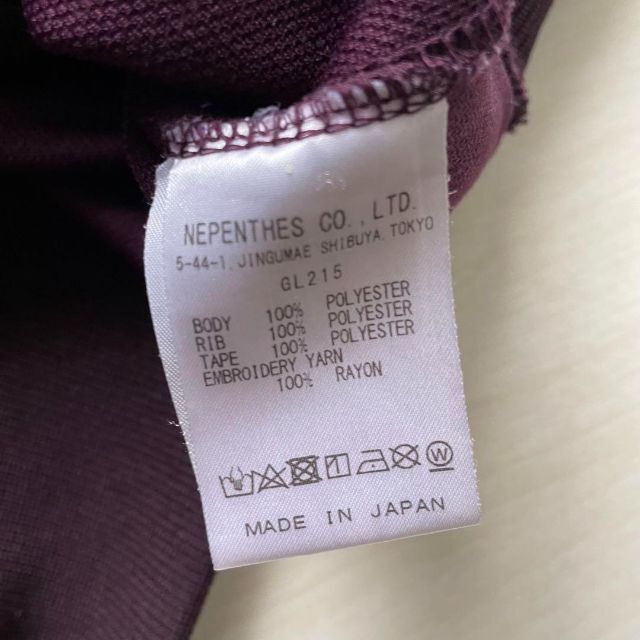 NEPENTHES CO.,LTD.
5-44-1,JINGUMAE SHIBUYA,TOKYO
GL215
BODY 100% POLYESTER
RIB 100% POLYESTER
TAPE 100% POLYESTER
EMBROIDERY YARN
100% RAYON
W
MADE IN JAPAN